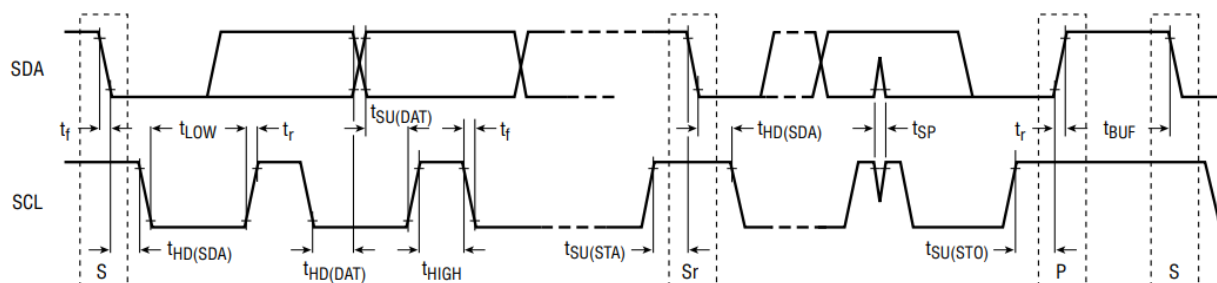 SDA
tf
tLOW
tr
tSU(DAT)
tf
tHD(SDA)
tSP
tr
tBUF
SCL
S
tHD(SDA)
tHD(DAT)
tHIGH
tSU(STA)
Sr
tSU(STO)
P
S